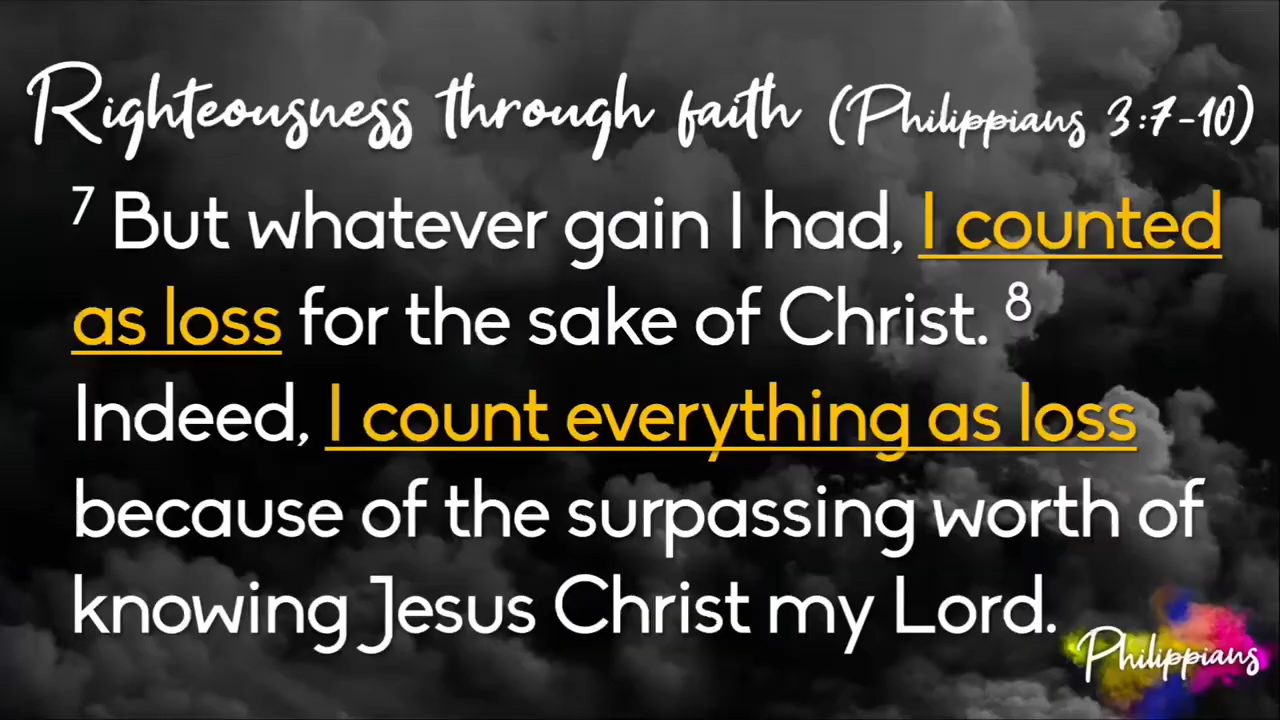 Righteousness through faith (Philippians 3:7-10)
7 But whatever gain I had, I counted
as loss for the sake of Christ. 8
Indeed, I count everything as loss
because of the surpassing worth of
knowing Jesus Christ my Lord.
Philippians